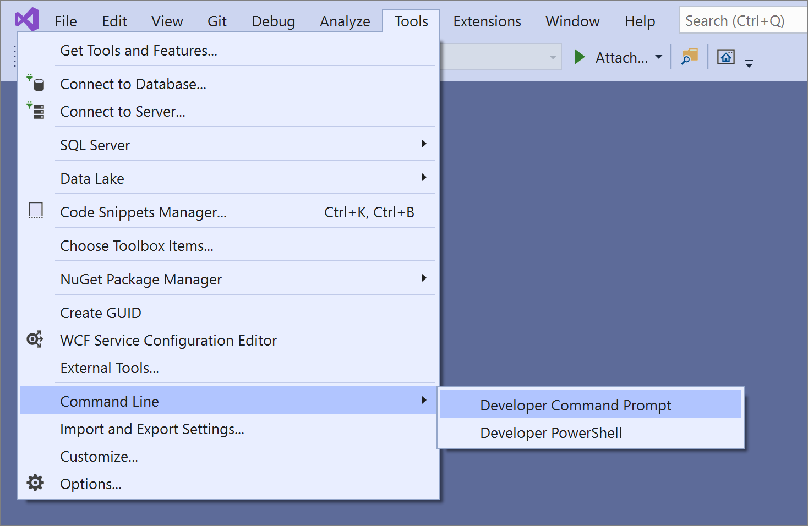 File Edit View Git Debug Analyze Tools Extensions Window Help Search (Ctrl+Q)
Attach...
Get Tools and Features...
Connect to Database...
Connect to Server...
SQL Server
Data Lake
Code Snippets Manager... Ctrl+K, Ctrl+B
Choose Toolbox Items...
NuGet Package Manager
Create GUID
WCF Service Configuration Editor
External Tools...
Command Line
Developer Command Prompt
Developer PowerShell
Import and Export Settings...
Customize...
Options...